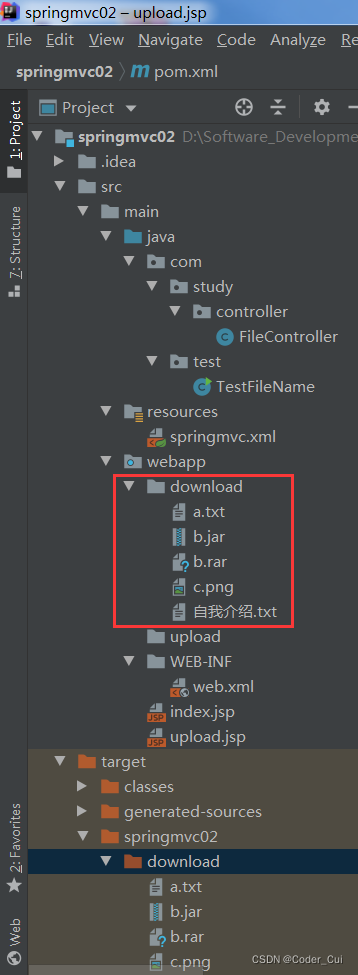 springmvc02 – upload.jsp
File Edit View Navigate Code Analyze
springmvc02 pom.xml
1: Project
7: Structure
2: Favorites
Web
Project
springmvc02 D:\Software_Developme
.idea
src
main
java
com
study
controller
FileController
test
TestFileName
resources
springmvc.xml
webapp
download
a.txt
b.jar
b.rar
c.png
自我介绍.txt
upload
WEB-INF
web.xml
index.jsp
upload.jsp
target
classes
generated-sources
springmvc02
download
a.txt
b.jar
b.rar
c.png
CSDN @Coder_Cui